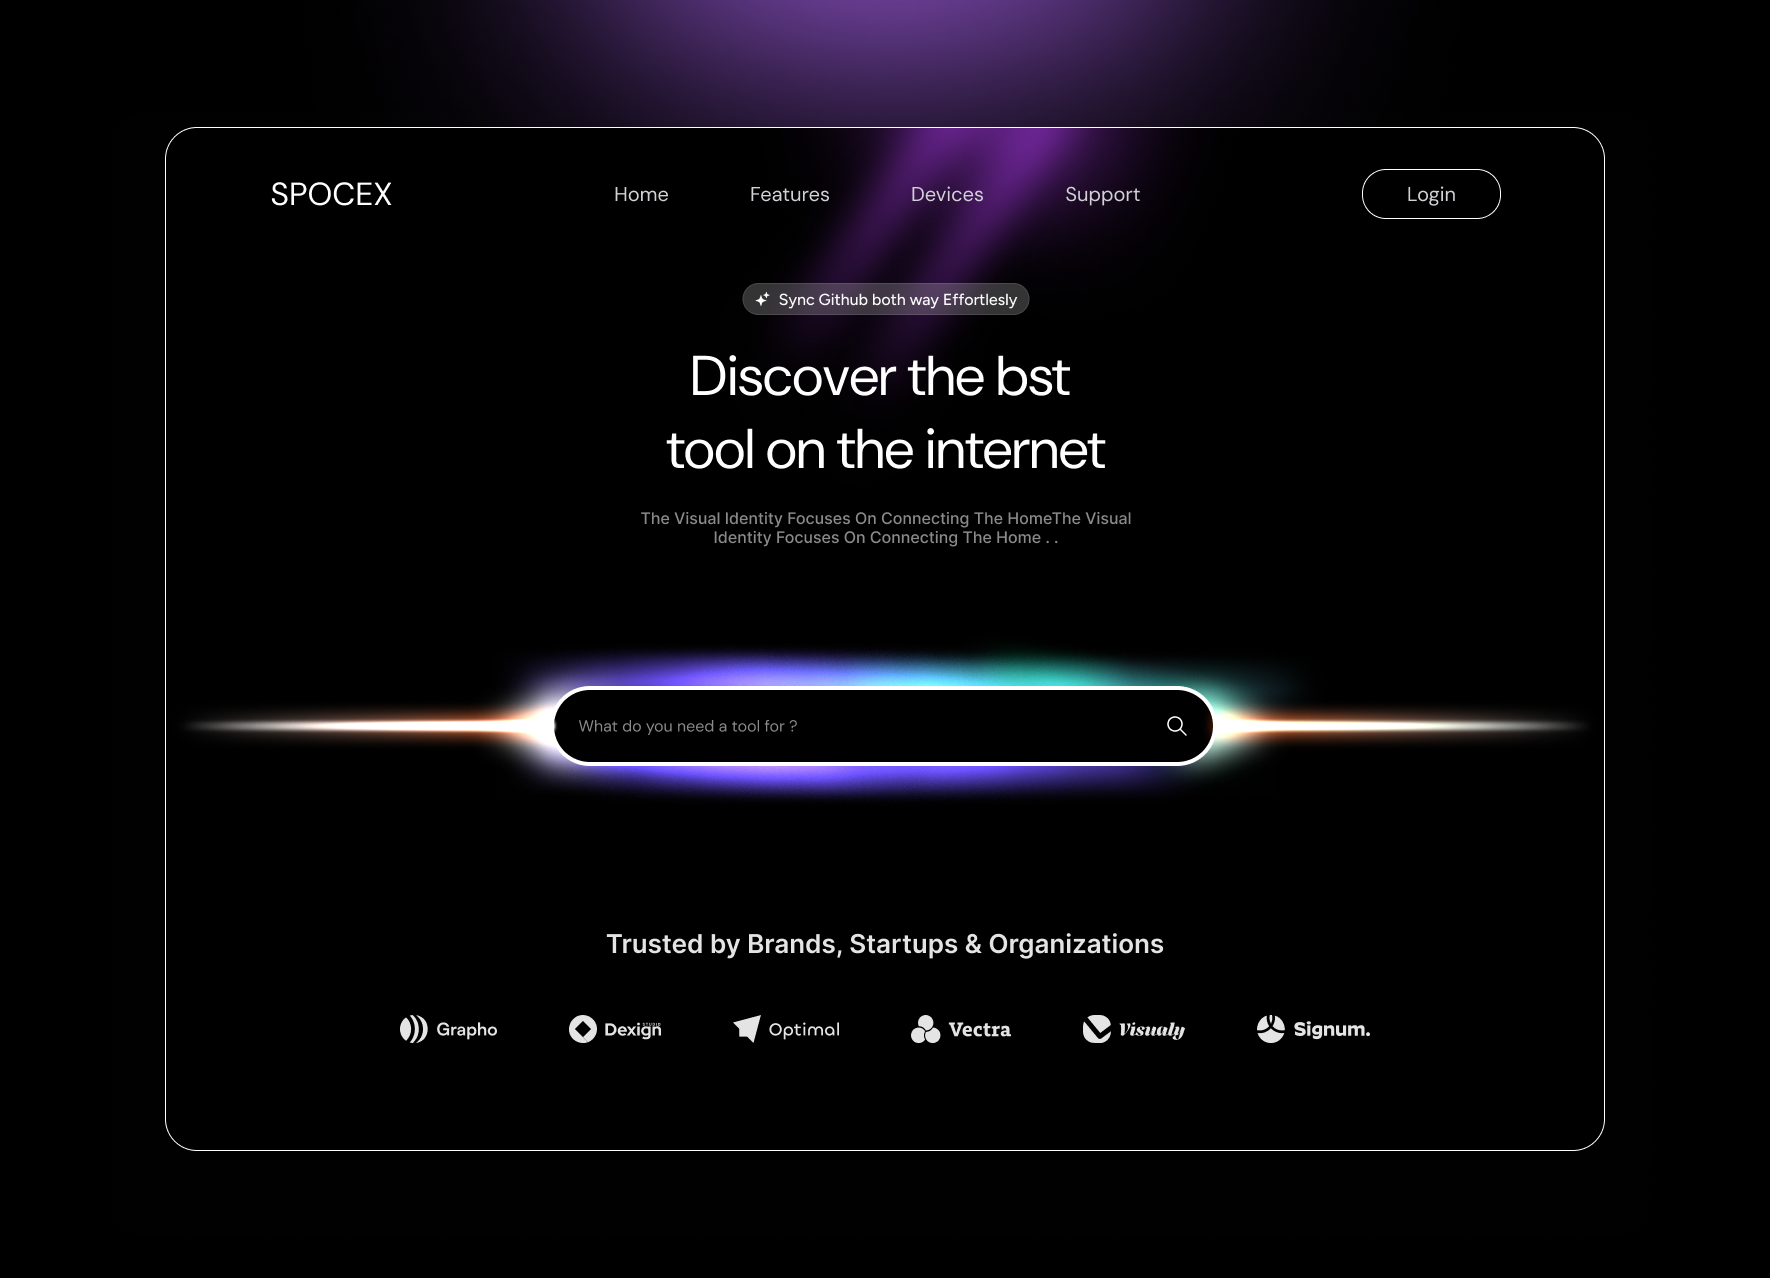 SPOCEX
Home
Features
Devices
Support
Login
Sync Github both way Effortlesly
Discover the bst
tool on the internet
The Visual Identity Focuses On Connecting The HomeThe Visual
Identity Focuses On Connecting The Home . .
What do you need a tool for ?
Trusted by Brands, Startups & Organizations
Grapho
Dexign
STUDIO
Optimal
Vectra
Visualy
Signum.